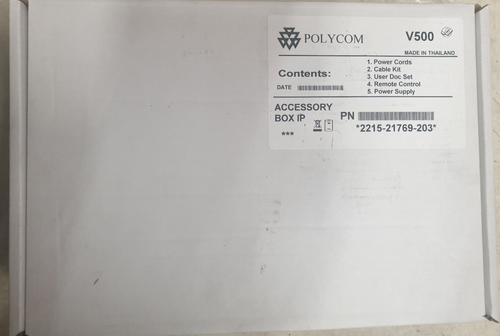 POLYCOM V500
MADE IN THAILAND
Contents:
1. Power Cords
2. Cable Kit
3. User Doc Set
4. Remote Control
5. Power Supply
DATE
ACCESSORY
BOX IP
***
PN
*2215-21769-203*